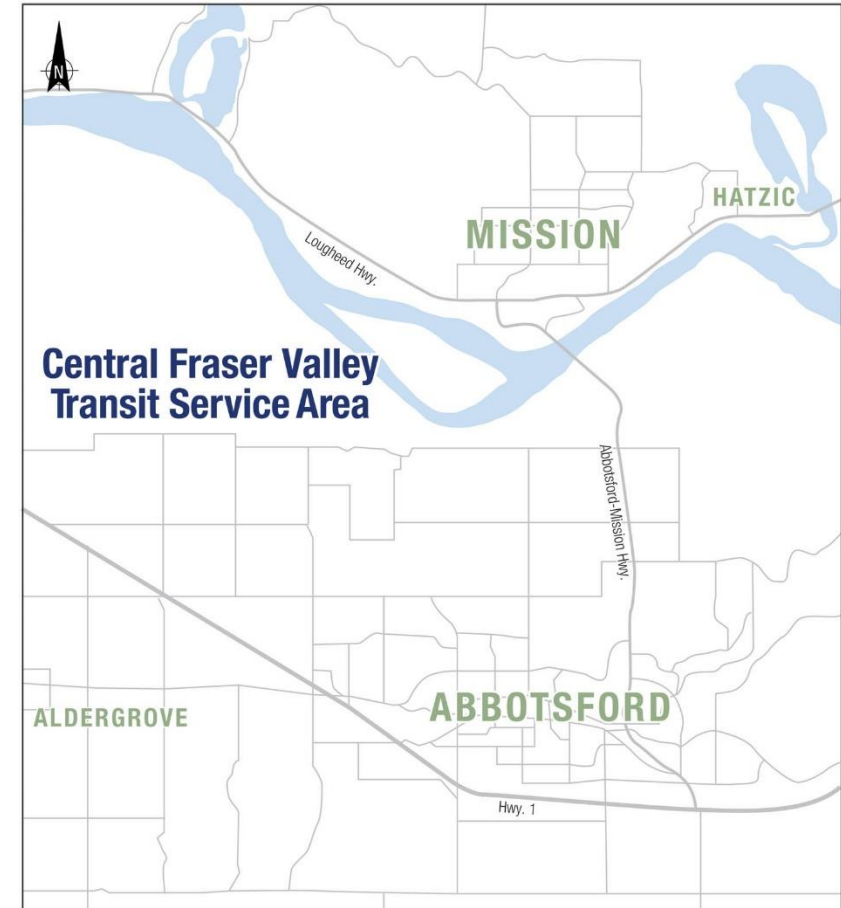 N
HATZIC
MISSION
Lougheed Hwy.
Central Fraser Valley
Transit Service Area
Abbotsford-Mission Hwy.
ABBOTSFORD
ALDERGROVE
Hwy. 1